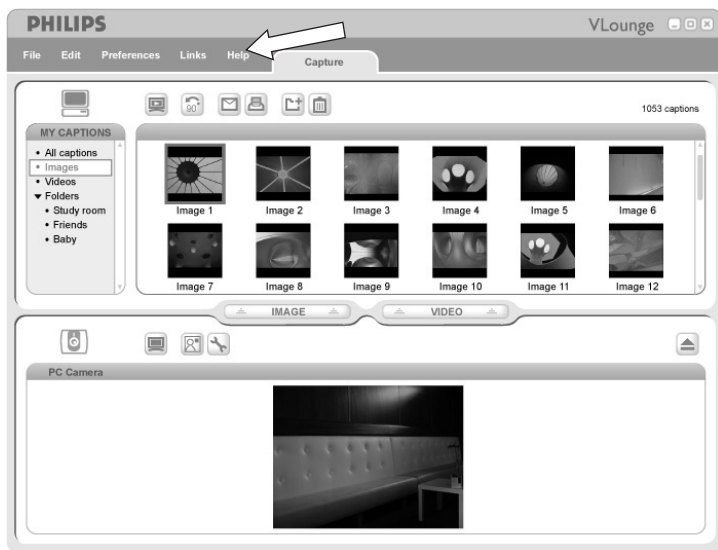 PHILIPS VLounge
File Edit Preferences Links Help
Capture
90°
1053 captions
MY CAPTIONS
• All captions
• Images
• Videos
▼ Folders
• Study room
• Friends
• Baby
Image 1 Image 2 Image 3 Image 4 Image 5 Image 6
Image 7 Image 8 Image 9 Image 10 Image 11 Image 12
IMAGE VIDEO
PC Camera